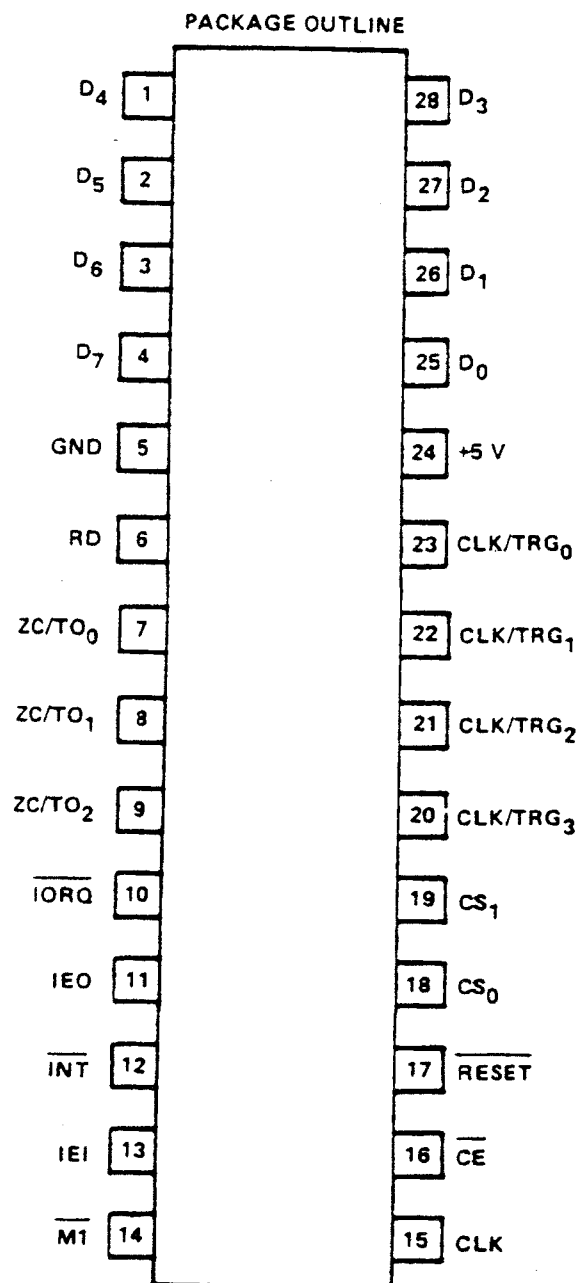 PACKAGE OUTLINE
D4 1 28 D3
D5 2 27 D2
D6 3 26 D1
D7 4 25 D0
GND 5 24 +5 V
RD 6 23 CLK/TRG0
ZC/TO0 7 22 CLK/TRG1
ZC/TO1 8 21 CLK/TRG2
ZC/TO2 9 20 CLK/TRG3
IORQ 10 19 CS1
IEO 11 18 CS0
INT 12 17 RESET
IEI 13 16 CE
M1 14 15 CLK